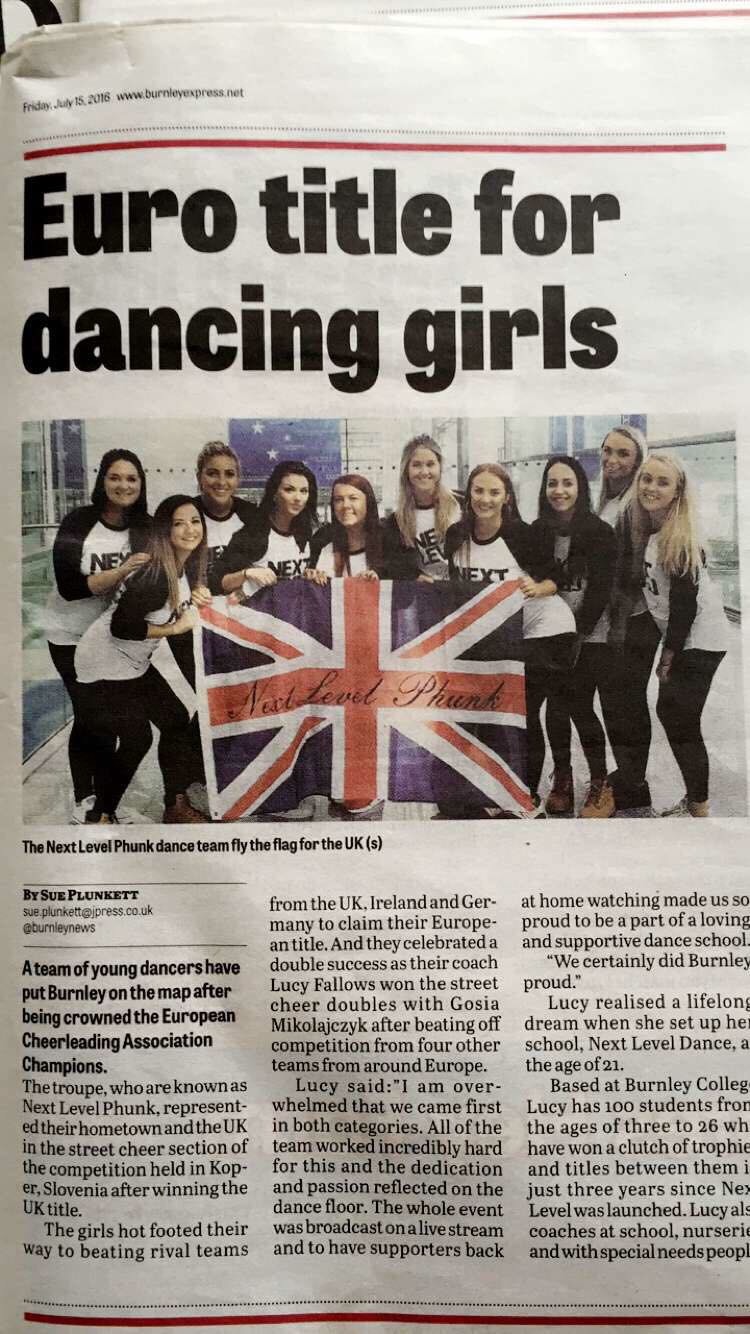 Friday, July 15, 2016 www.burnleyexpress.net
Euro title for
dancing girls
NEXT
NEXT
NE
LEV
NEXT
Next Level Phunk
The Next Level Phunk dance team fly the flag for the UK (s)
BY SUE PLUNKETT
sue.plunkett@jpress.co.uk
@burnleynews
A team of young dancers have
put Burnley on the map after
being crowned the European
Cheerleading Association
Champions.
The troupe, who are known as
Next Level Phunk, represent-
ed their hometown and the UK
in the street cheer section of
the competition held in Kop-
er, Slovenia after winning the
UK title.
The girls hot footed their
way to beating rival teams
from the UK, Ireland and Ger-
many to claim their Europe-
an title. And they celebrated a
double success as their coach
Lucy Fallows won the street
cheer doubles with Gosia
Mikolajczyk after beating off
competition from four other
teams from around Europe.
Lucy said:"I am over-
whelmed that we came first
in both categories. All of the
team worked incredibly hard
for this and the dedication
and passion reflected on the
dance floor. The whole event
was broadcast on a live stream
and to have supporters back
at home watching made us so
proud to be a part of a loving
and supportive dance school.
"We certainly did Burnley
proud."
Lucy realised a lifelong
dream when she set up her
school, Next Level Dance, a
the age of 21.
Based at Burnley Colleg
Lucy has 100 students from
the ages of three to 26 wh
have won a clutch of trophie
and titles between them i
just three years since Nex
Level was launched. Lucy als
coaches at school, nurserie
and with special needs peopl